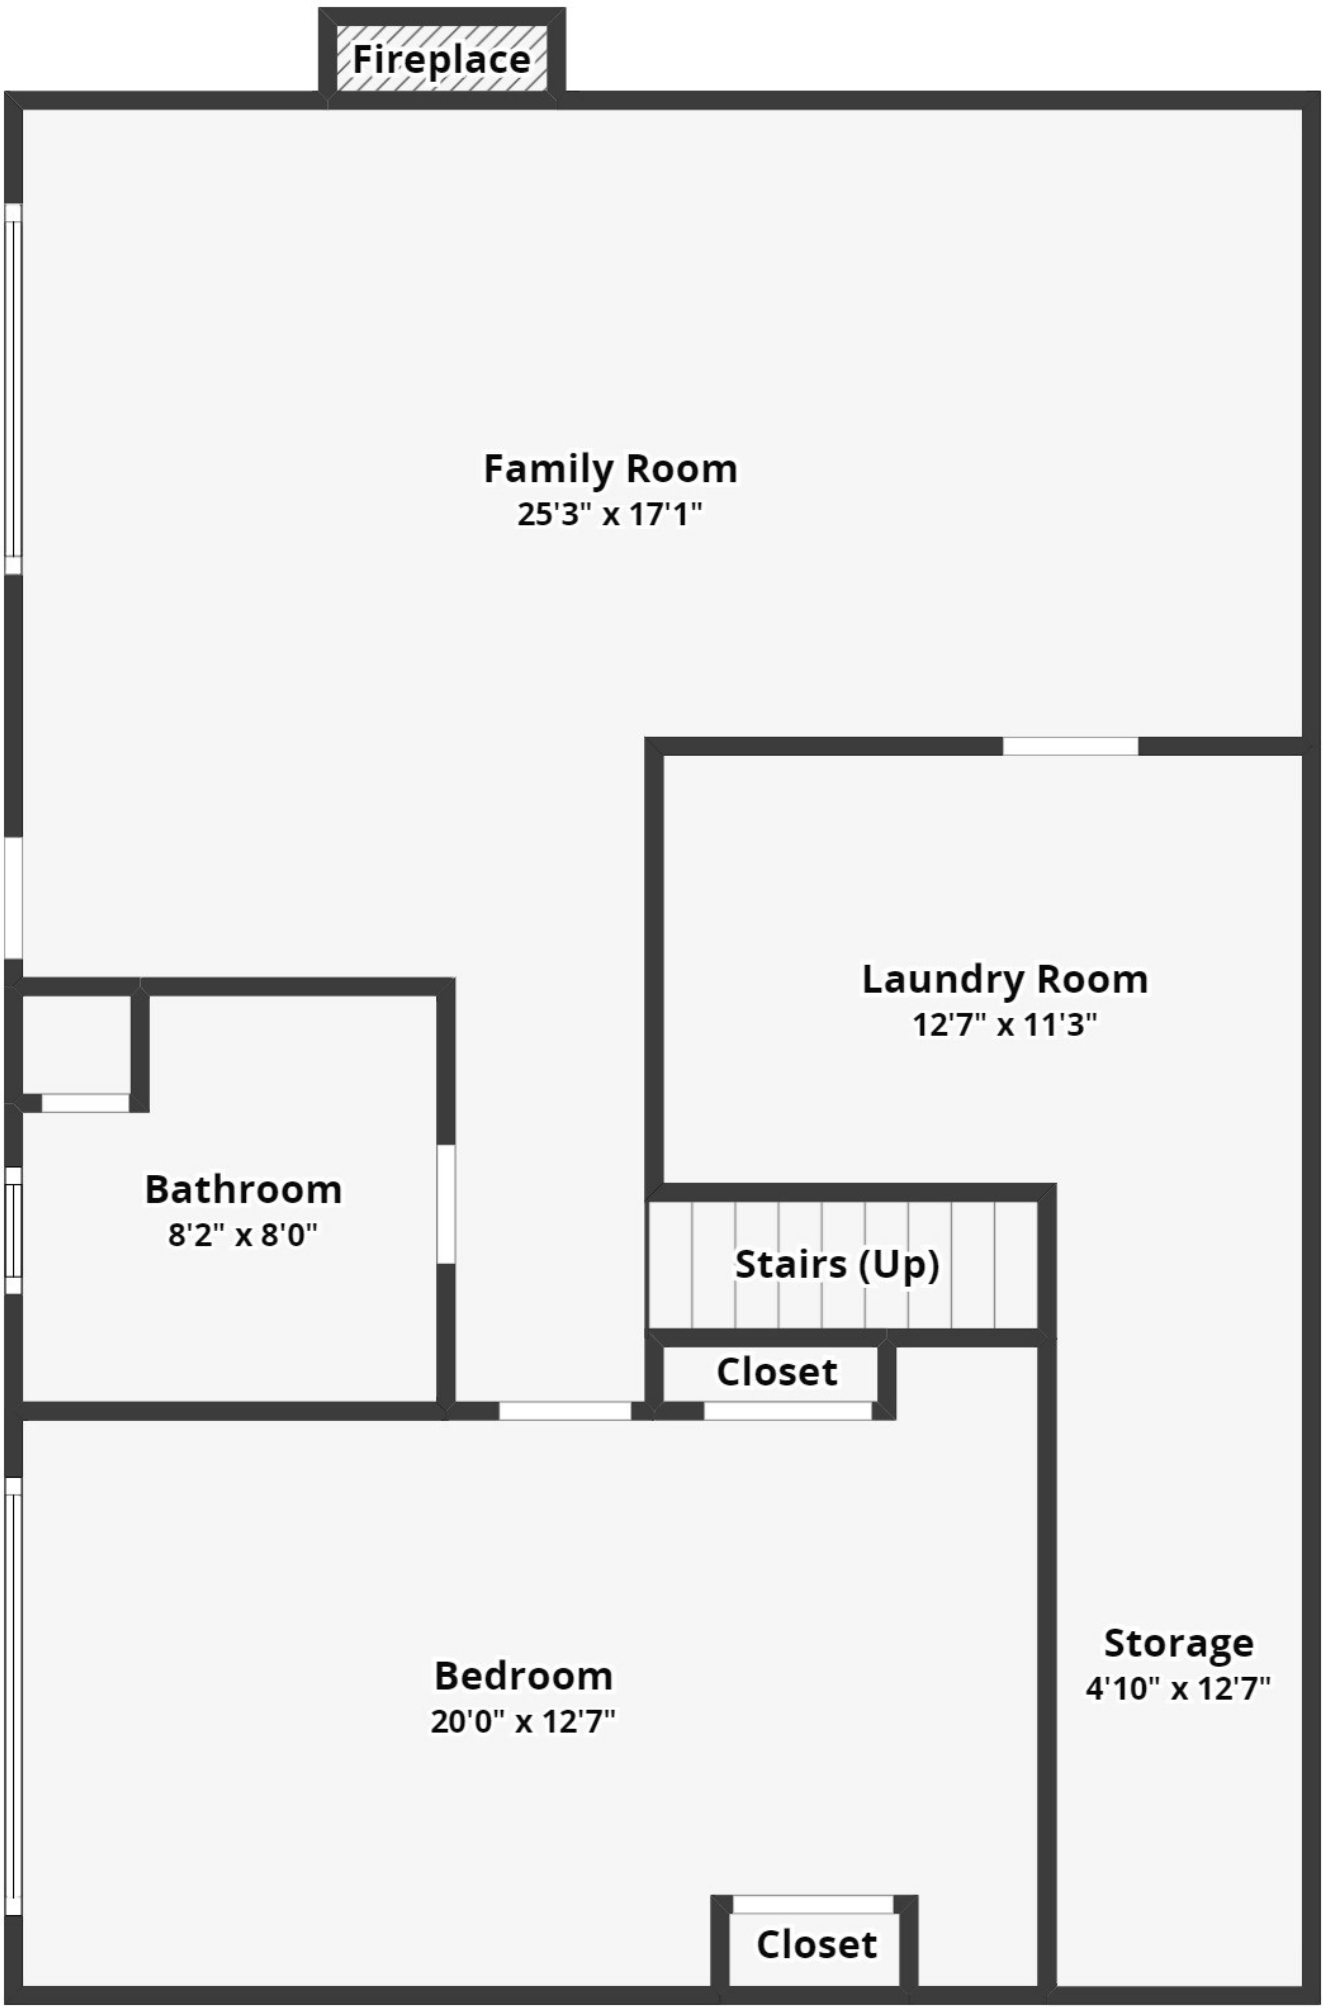 Fireplace
Family Room
25'3" x 17'1"
Laundry Room
12'7" x 11'3"
Bathroom
8'2" x 8'0"
Stairs (Up)
Closet
Storage
4'10" x 12'7"
Bedroom
20'0" x 12'7"
Closet